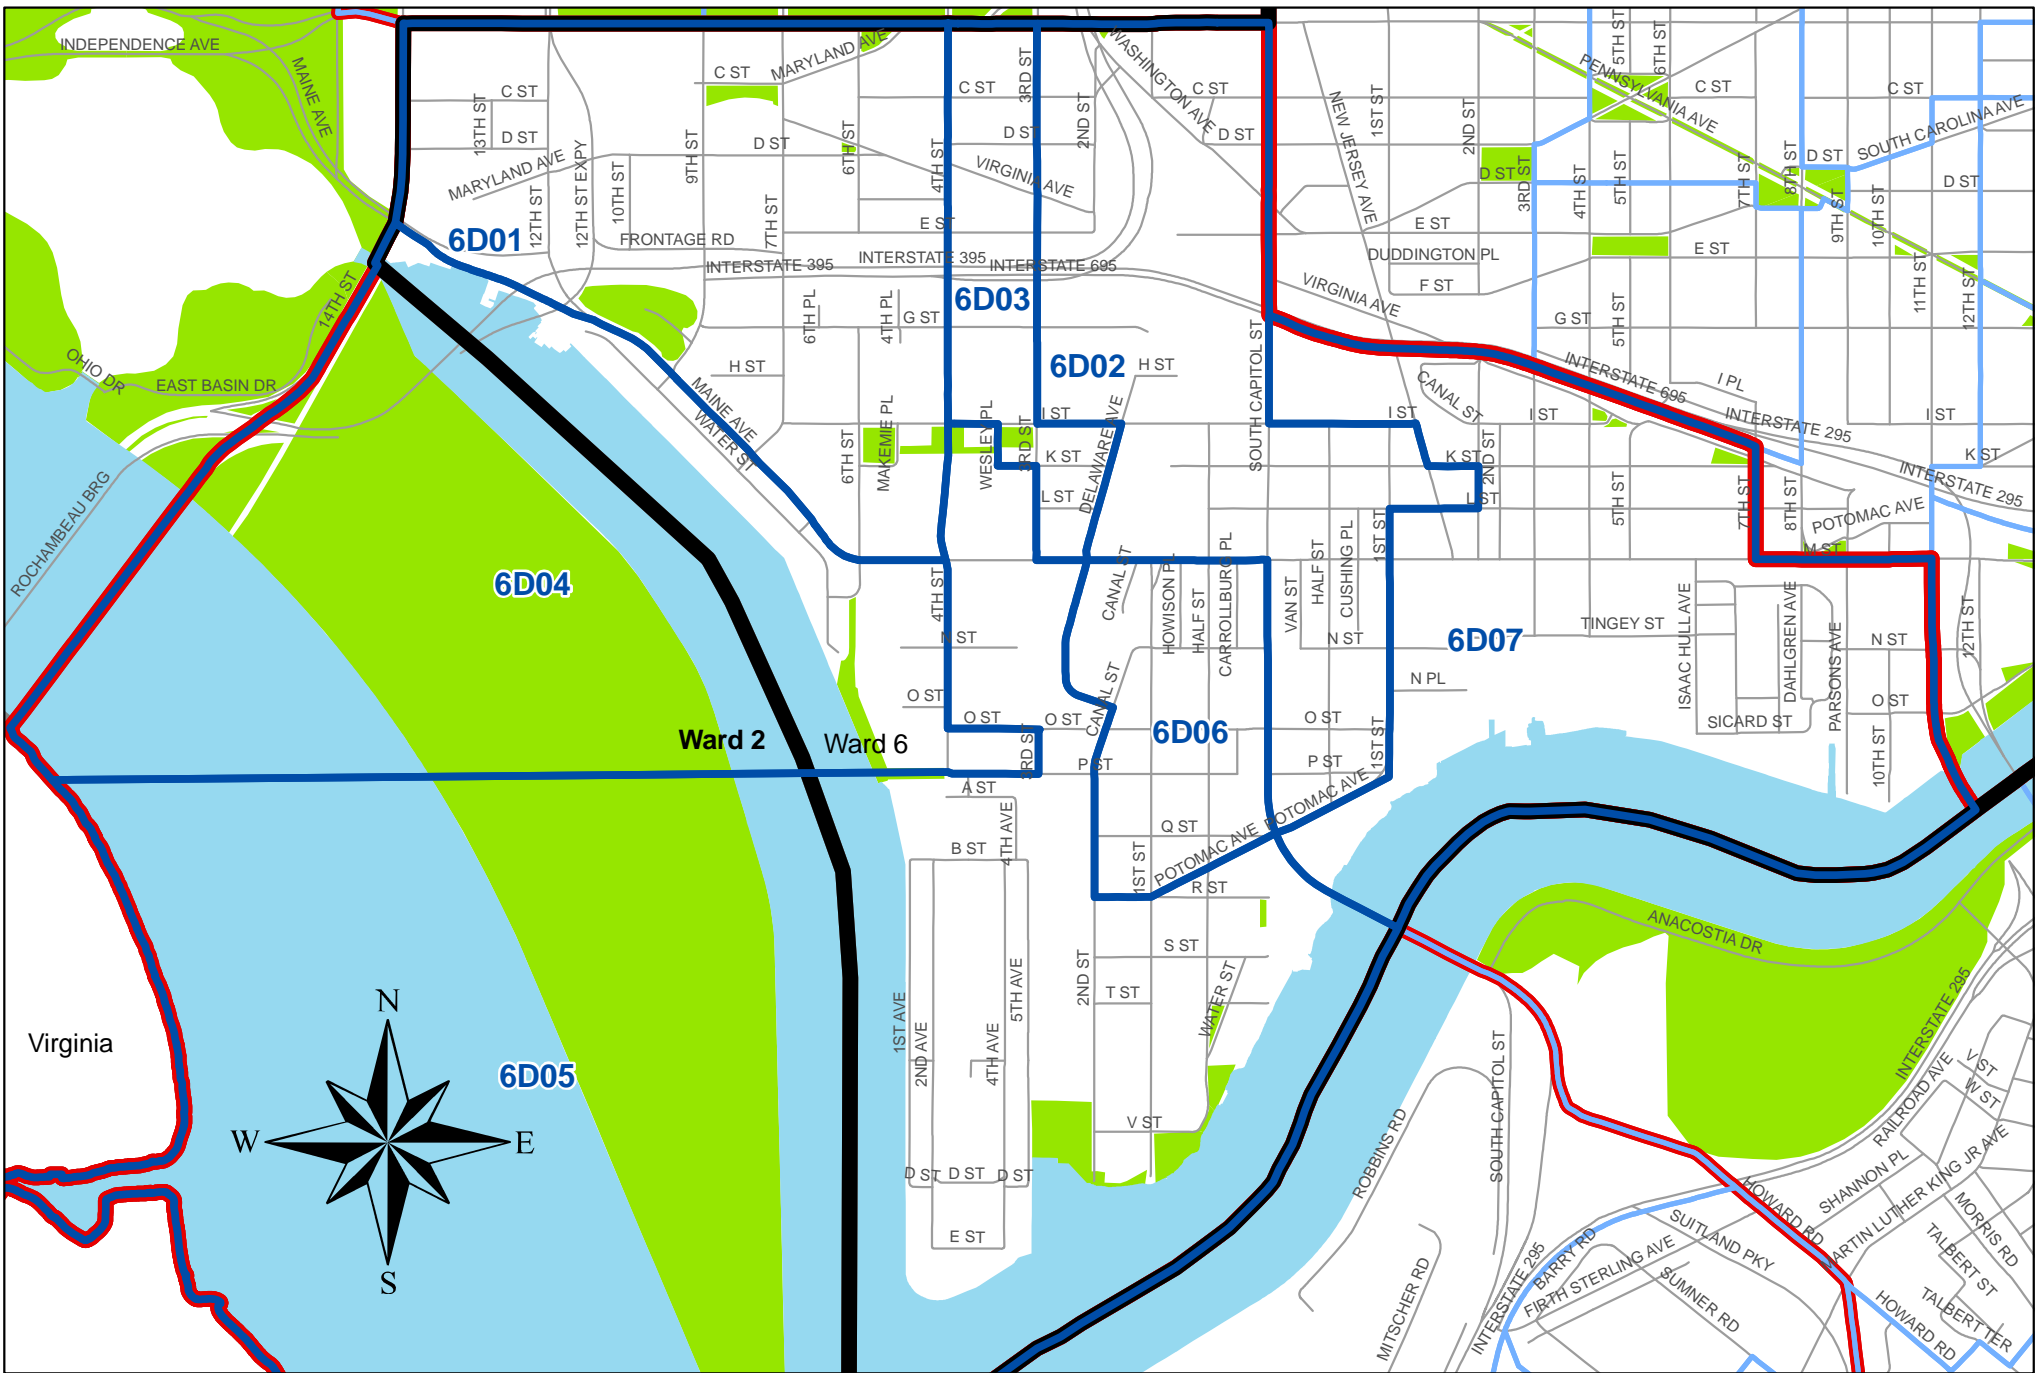 INDEPENDENCE AVE
MAINE AVE
C ST
MARYLAND AVE
C ST
3RD ST
WASHINGTON AVE
C ST
5TH ST
6TH ST
PENNSYLVANIA AVE
C ST
C ST
SOUTH CAROLINA AVE
C ST
13TH ST
D ST
MARYLAND AVE
12TH ST
12TH ST EXPY
10TH ST
9TH ST
D ST
7TH ST
6TH ST
4TH ST
D ST
2ND ST
VIRGINIA AVE
D ST
NEW JERSEY AVE
1ST ST
2ND ST
D ST
3RD ST
4TH ST
5TH ST
7TH ST
8TH ST
D ST
9TH ST
10TH ST
D ST
6D01
FRONTAGE RD
E ST
E ST
E ST
DUDDINGTON PL
F ST
INTERSTATE 395
INTERSTATE 395
INTERSTATE 695
14TH ST
6TH PL
4TH PL
G ST
6D03
VIRGINIA AVE
G ST
5TH ST
11TH ST
12TH ST
OHIO DR
EAST BASIN DR
H ST
6D02
H ST
SOUTH CAPITOL ST
INTERSTATE 695
I PL
INTERSTATE 295
MAINE AVE
WATER ST
6TH ST
MAKEMIE PL
WESLEY PL
3RD ST
I ST
DELAWARE AVE
K ST
L ST
CANAL ST
I ST
I ST
K ST
2ND ST
L ST
I ST
K ST
INTERSTATE 295
ROCHAMBEAU BRG
5TH ST
7TH ST
8TH ST
POTOMAC AVE
M ST
6D04
4TH ST
CANAL ST
HOWISON PL
HALF ST
CARROLLBURG PL
VAN ST
HALF ST
CUSHING PL
1ST ST
N ST
N ST
6D07
TINGEY ST
ISAAC HULL AVE
DAHLGREN AVE
PARSONS AVE
N ST
12TH ST
O ST
O ST
O ST
CANAL ST
N PL
O ST
SICARD ST
O ST
10TH ST
Ward 2
Ward 6
6D06
3RD ST
P ST
P ST
1ST ST
A ST
4TH AVE
B ST
Q ST
POTOMAC AVE
POTOMAC AVE
1ST ST
R ST
ANACOSTIA DR
S ST
2ND ST
T ST
WATER ST
V ST
1ST AVE
2ND AVE
4TH AVE
5TH AVE
D ST
D ST
D ST
E ST
Virginia
N
W
E
S
6D05
ROBBINS RD
SOUTH CAPITOL ST
MITSCHER RD
INTERSTATE 295
INTERSTATE 295
BARRY RD
FIRTH STERLING AVE
SUITLAND PKY
SUMNER RD
HOWARD RD
RAILROAD AVE
V ST
W ST
SHANNON PL
MARTIN LUTHER KING JR AVE
MORRIS RD
TALBERT ST
TALBERT TER
HOWARD RD